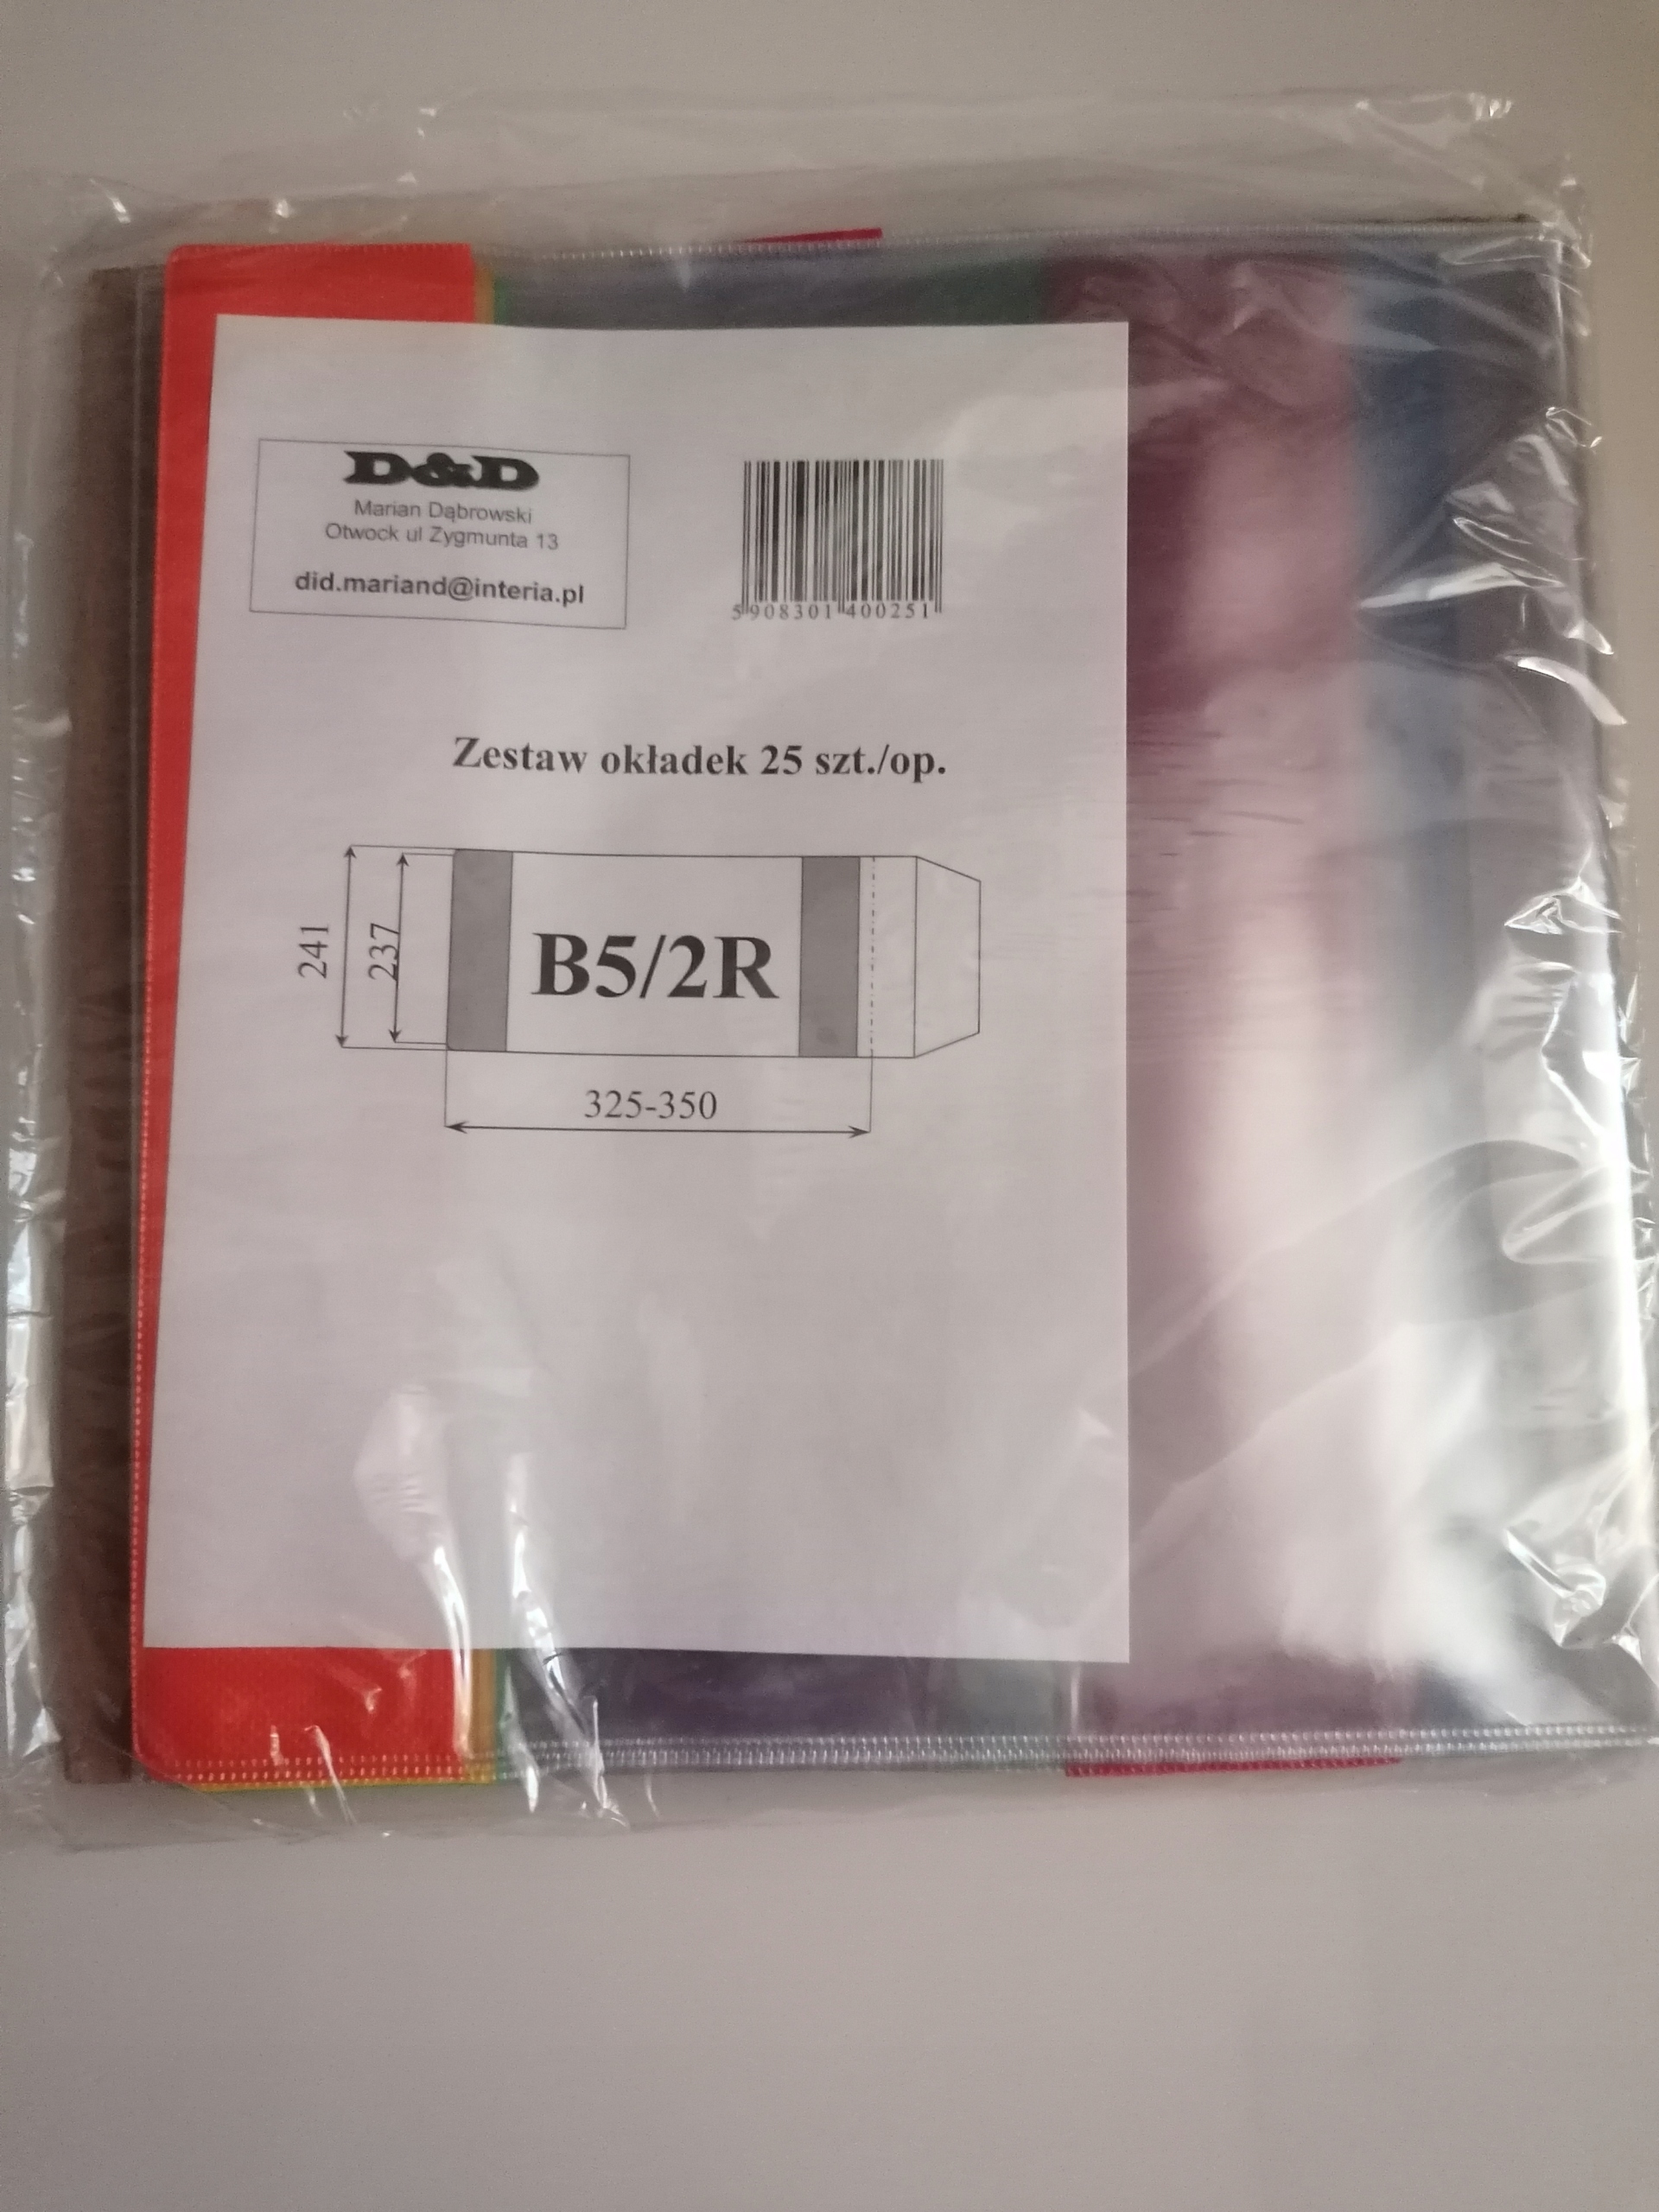 D&D
Marian Dąbrowski
Otwock ul Zygmunta 13
did.mariand@interia.pl
5908301400251
Zestaw okładek 25 szt./op.
241
237
B5/2R
325-350